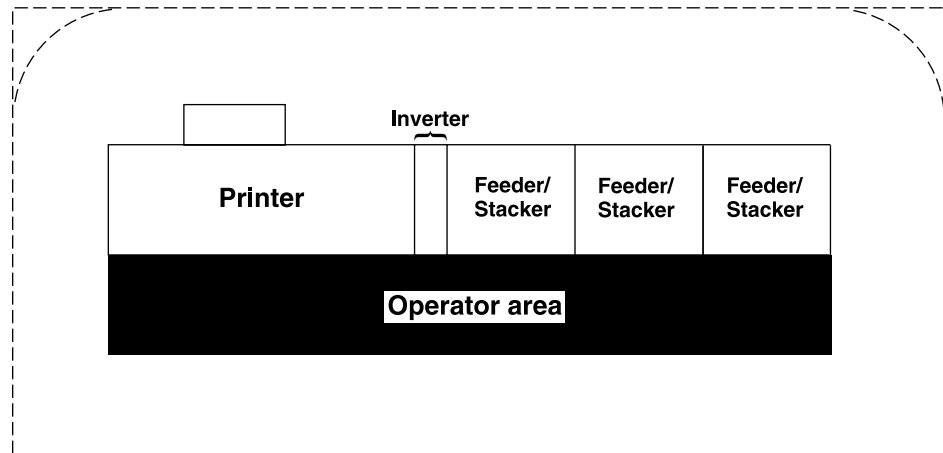 Inverter
Printer
Feeder/
Stacker
Feeder/
Stacker
Feeder/
Stacker
Operator area